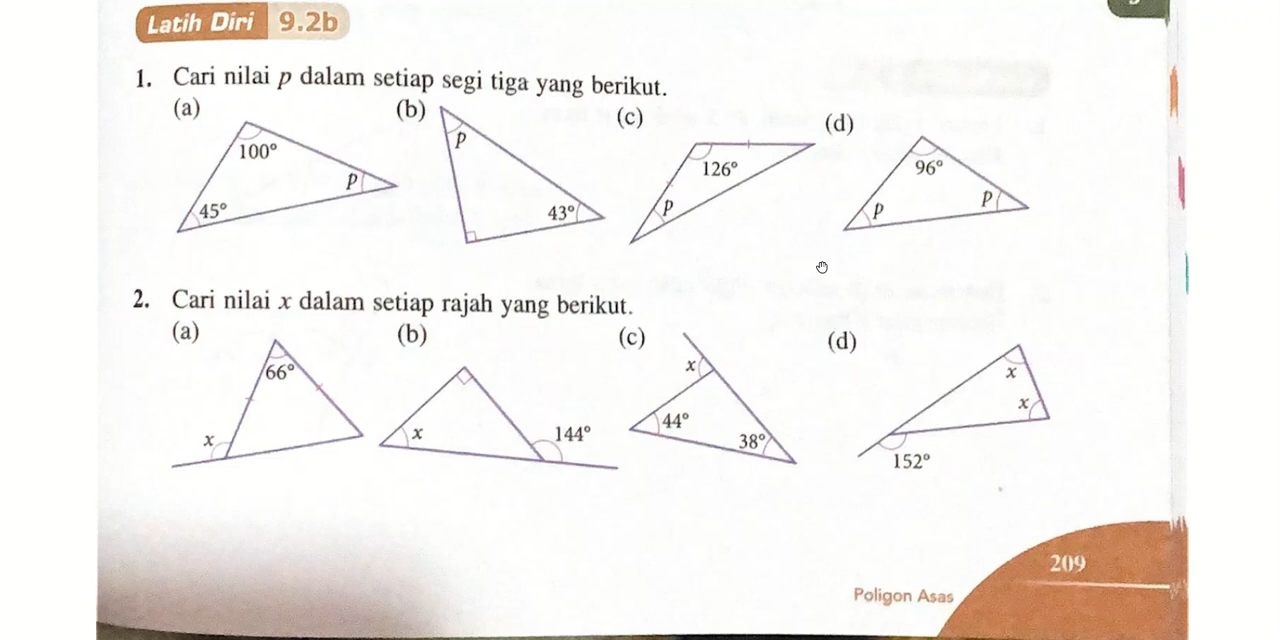 Latih Diri 9.2b
1. Cari nilai p dalam setiap segi tiga yang berikut.
(a) (b) (c) (d)
100°
p
45°
p
43°
126°
p
96°
p
p
2. Cari nilai x dalam setiap rajah yang berikut.
(a) (b) (c) (d)
66°
x
x
144°
x
44°
38°
x
x
152°
209
Poligon Asas